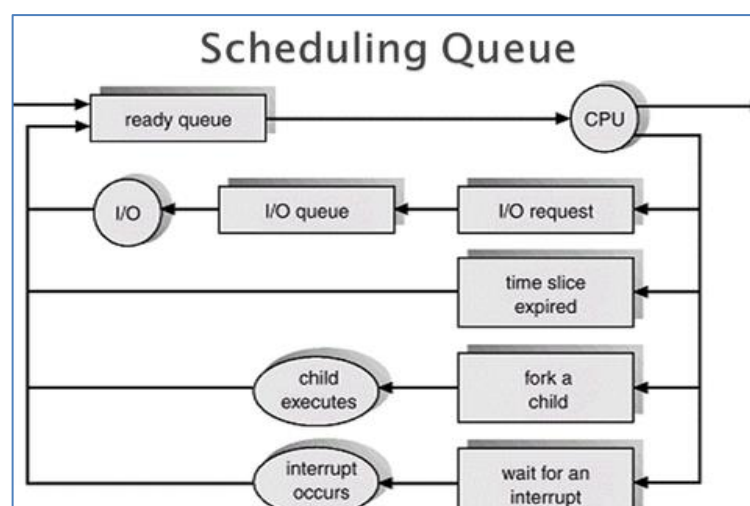 Scheduling Queue
ready queue
CPU
I/O
I/O queue
I/O request
time slice
expired
child
executes
fork a
child
interrupt
occurs
wait for an
interrupt